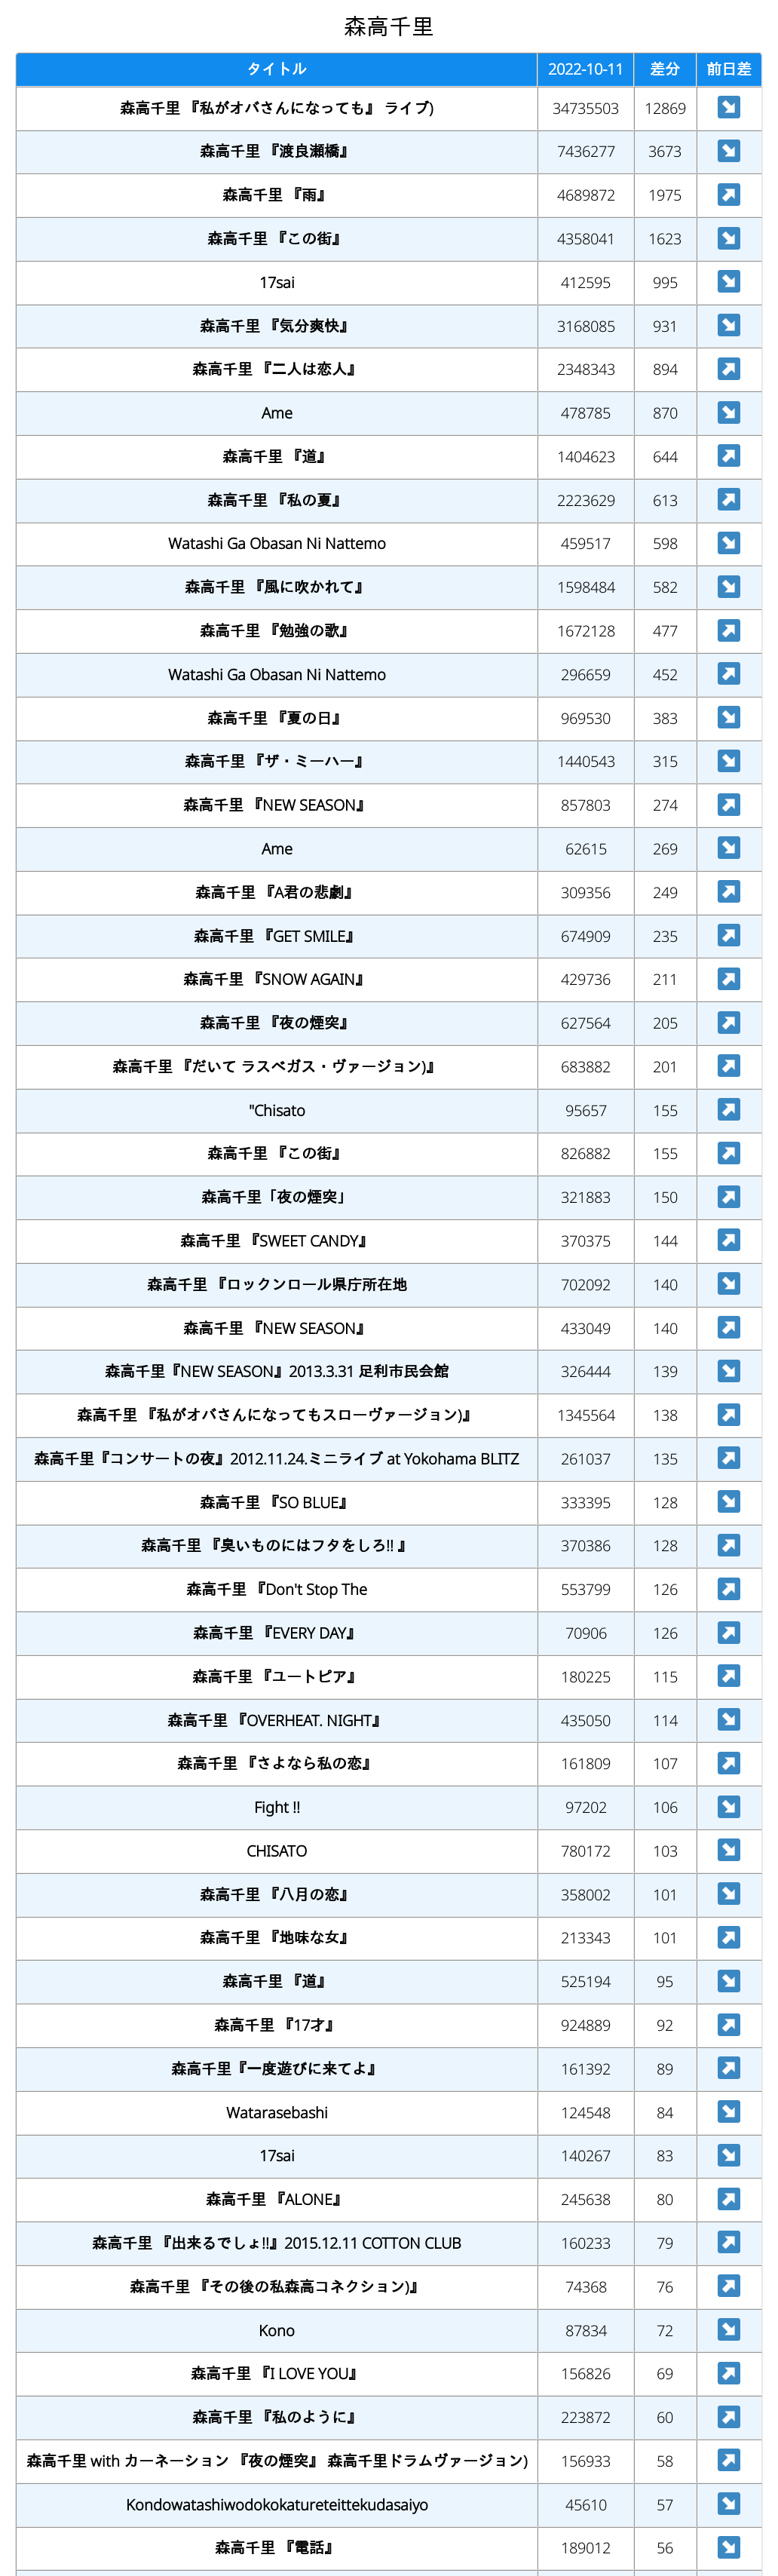 森高千里
タイトル 2022-10-11 差分 前日差
森高千里 『私がオバさんになっても』 ライブ) 34735503 12869
森高千里 『渡良瀬橋』 7436277 3673
森高千里 『雨』 4689872 1975
森高千里 『この街』 4358041 1623
17sai 412595 995
森高千里 『気分爽快』 3168085 931
森高千里 『二人は恋人』 2348343 894
Ame 478785 870
森高千里 『道』 1404623 644
森高千里 『私の夏』 2223629 613
Watashi Ga Obasan Ni Nattemo 459517 598
森高千里 『風に吹かれて』 1598484 582
森高千里 『勉強の歌』 1672128 477
Watashi Ga Obasan Ni Nattemo 296659 452
森高千里 『夏の日』 969530 383
森高千里 『ザ・ミーハー』 1440543 315
森高千里 『NEW SEASON』 857803 274
Ame 62615 269
森高千里 『A君の悲劇』 309356 249
森高千里 『GET SMILE』 674909 235
森高千里 『SNOW AGAIN』 429736 211
森高千里 『夜の煙突』 627564 205
森高千里 『だいて ラスベガス・ヴァージョン)』 683882 201
"Chisato 95657 155
森高千里 『この街』 826882 155
森高千里「夜の煙突」 321883 150
森高千里 『SWEET CANDY』 370375 144
森高千里 『ロックンロール県庁所在地 702092 140
森高千里 『NEW SEASON』 433049 140
森高千里『NEW SEASON』2013.3.31 足利市民会館 326444 139
森高千里 『私がオバさんになってもスローヴァージョン)』 1345564 138
森高千里『コンサートの夜』2012.11.24.ミニライブ at Yokohama BLITZ 261037 135
森高千里 『SO BLUE』 333395 128
森高千里 『臭いものにはフタをしろ!! 』 370386 128
森高千里 『Don't Stop The 553799 126
森高千里 『EVERY DAY』 70906 126
森高千里 『ユートピア』 180225 115
森高千里 『OVERHEAT. NIGHT』 435050 114
森高千里 『さよなら私の恋』 161809 107
Fight !! 97202 106
CHISATO 780172 103
森高千里 『八月の恋』 358002 101
森高千里 『地味な女』 213343 101
森高千里 『道』 525194 95
森高千里 『17才』 924889 92
森高千里『一度遊びに来てよ』 161392 89
Watarasebashi 124548 84
17sai 140267 83
森高千里 『ALONE』 245638 80
森高千里 『出来るでしょ!!』2015.12.11 COTTON CLUB 160233 79
森高千里 『その後の私森高コネクション)』 74368 76
Kono 87834 72
森高千里 『I LOVE YOU』 156826 69
森高千里 『私のように』 223872 60
森高千里 with カーネーション 『夜の煙突』 森高千里ドラムヴァージョン) 156933 58
Kondowatashiwodokokatureteittekudasaiyo 45610 57
森高千里 『電話』 189012 56